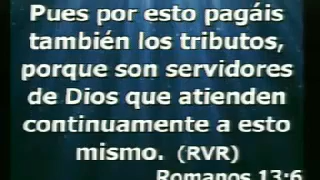 Pues por esto pagáis
también los tributos,
porque son servidores
de Dios que atienden
continuamente a esto
mismo. (RVR)
Romanos 13:6